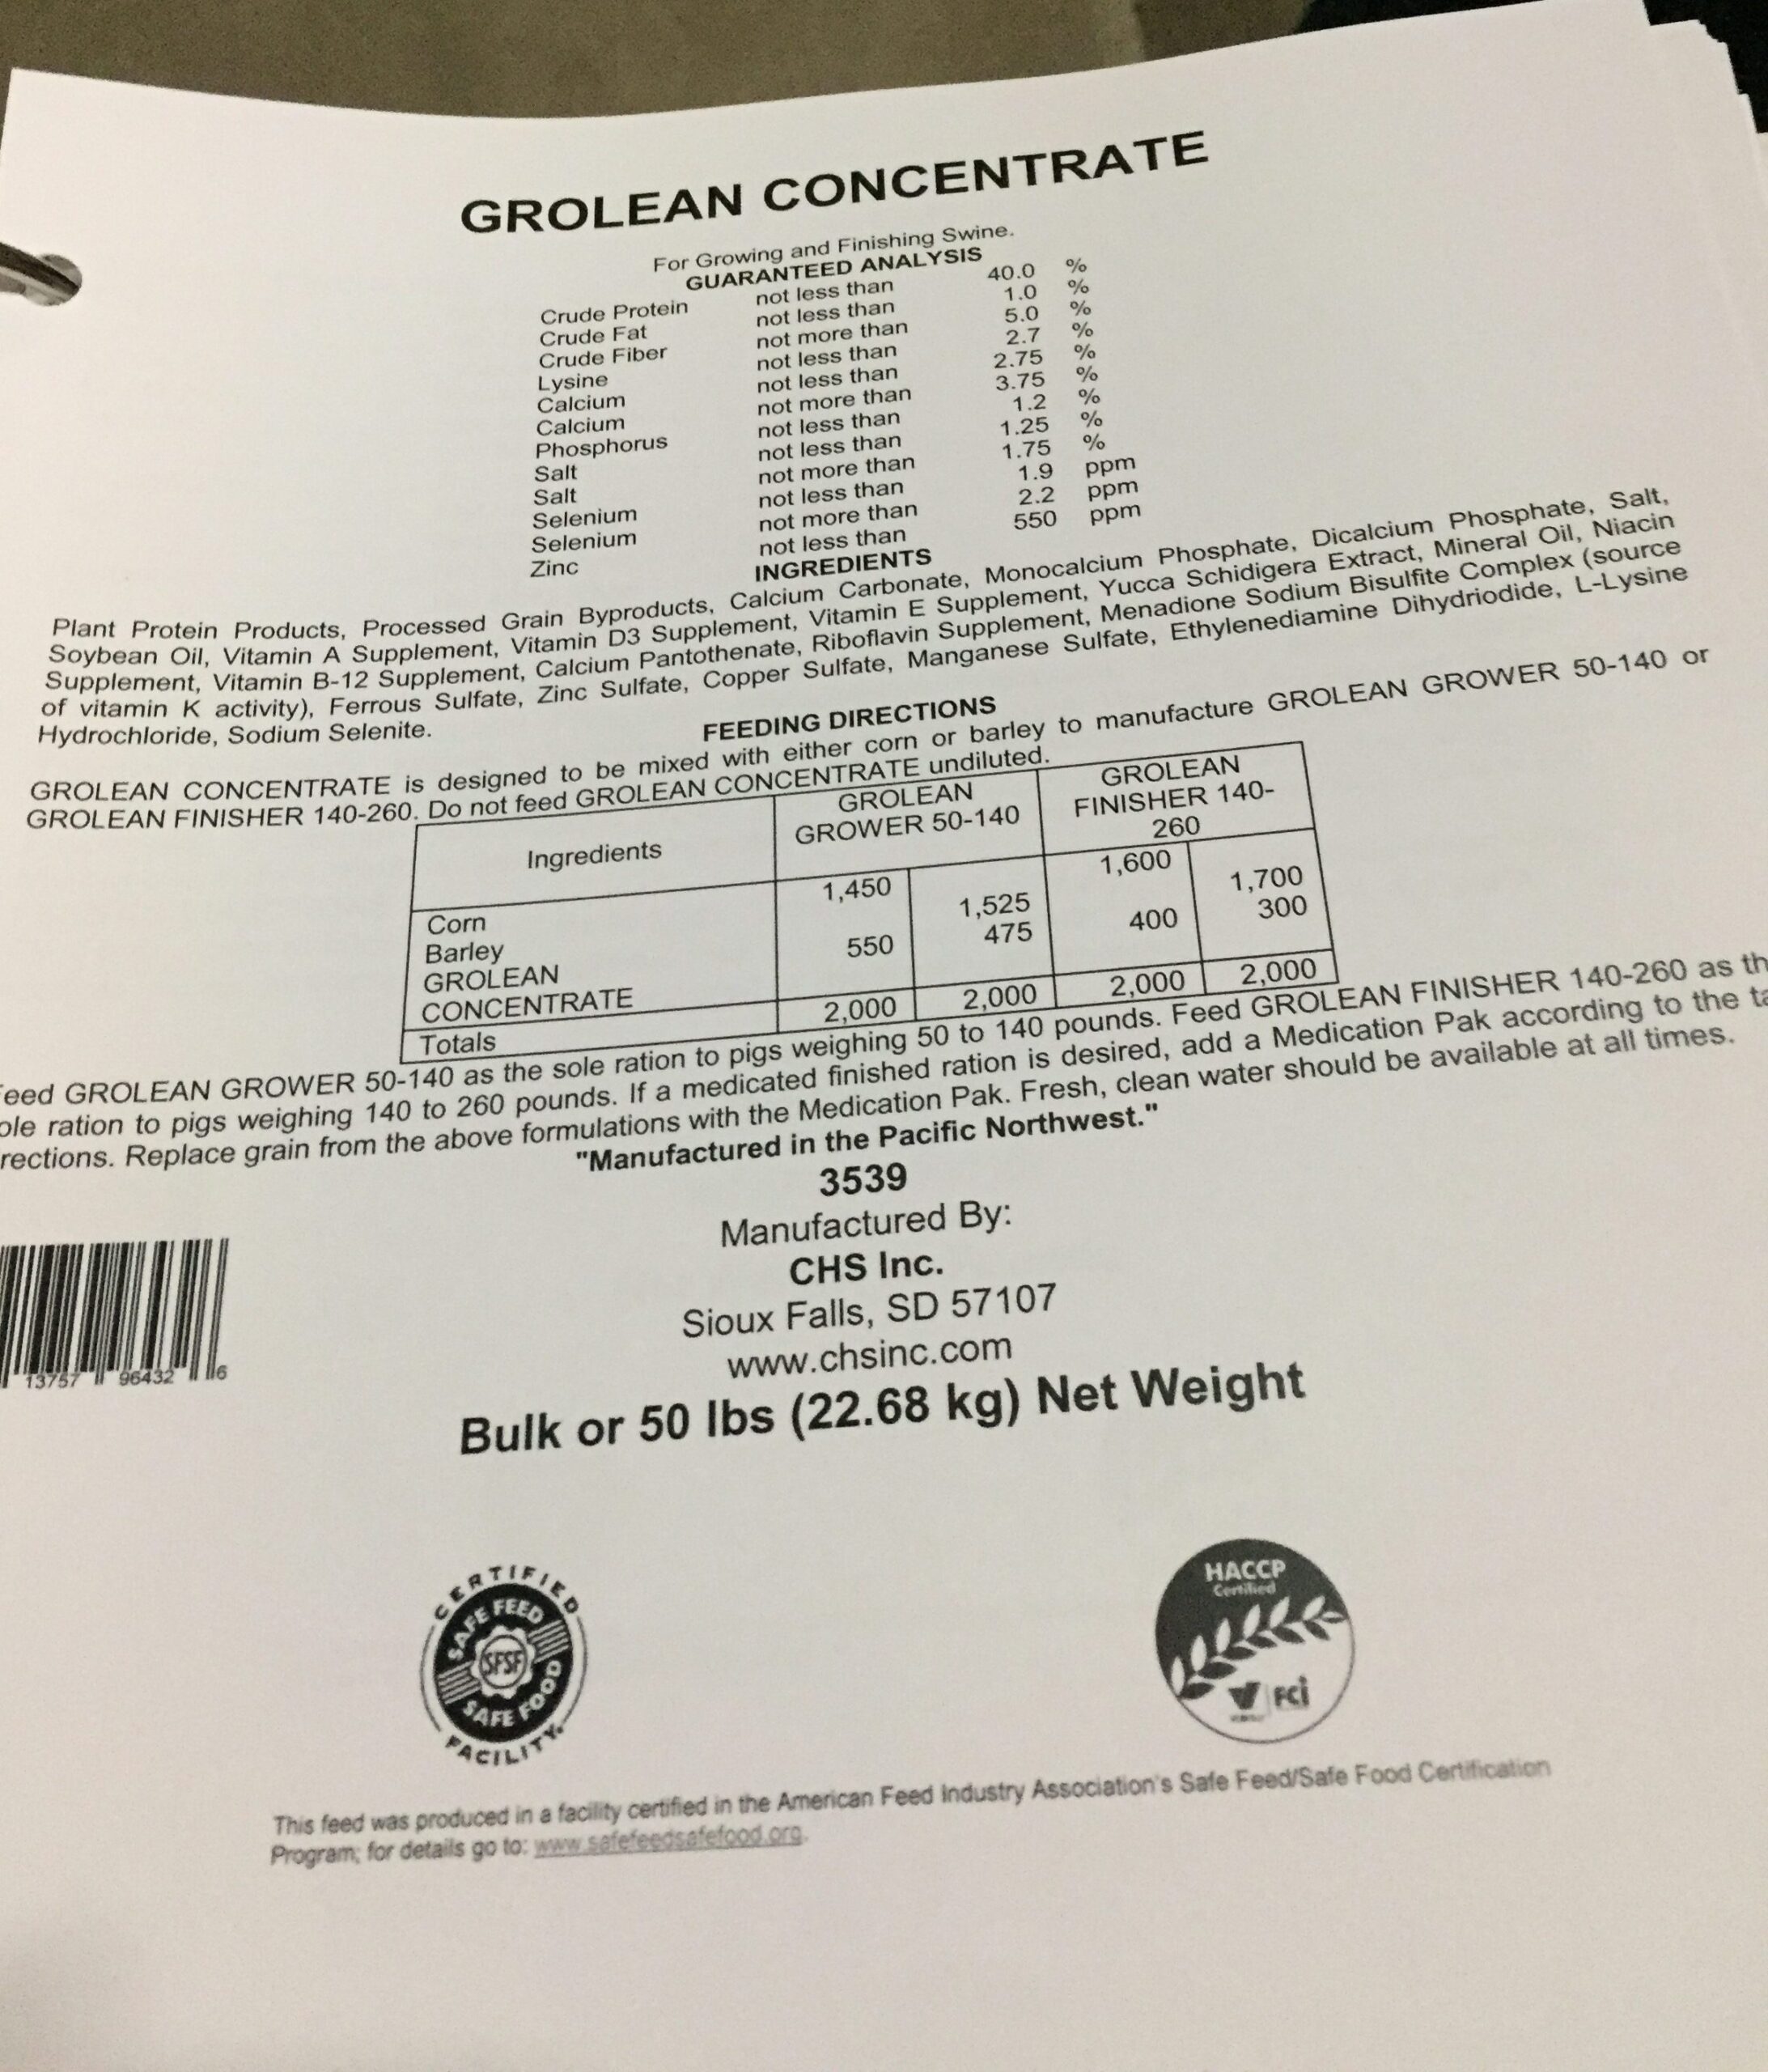 GROLEAN CONCENTRATE
For Growing and Finishing Swine.
GUARANTEED ANALYSIS
Crude Protein not less than 40.0 %
Crude Fat not less than 1.0 %
Crude Fiber not more than 5.0 %
Lysine not less than 2.7 %
Calcium not less than 2.75 %
Calcium not more than 3.75 %
Phosphorus not less than 1.2 %
Salt not less than 1.25 %
Salt not more than 1.75 %
Selenium not less than 1.9 ppm
Selenium not more than 2.2 ppm
Zinc not less than 550 ppm
INGREDIENTS
Plant Protein Products, Processed Grain Byproducts, Calcium Carbonate, Monocalcium Phosphate, Dicalcium Phosphate, Salt,
Soybean Oil, Vitamin A Supplement, Vitamin D3 Supplement, Vitamin E Supplement, Yucca Schidigera Extract, Mineral Oil, Niacin
Supplement, Vitamin B-12 Supplement, Calcium Pantothenate, Riboflavin Supplement, Menadione Sodium Bisulfite Complex (source
of vitamin K activity), Ferrous Sulfate, Zinc Sulfate, Copper Sulfate, Manganese Sulfate, Ethylenediamine Dihydriodide, L-Lysine
Hydrochloride, Sodium Selenite.
FEEDING DIRECTIONS
GROLEAN CONCENTRATE is designed to be mixed with either corn or barley to manufacture GROLEAN GROWER 50-140 or
GROLEAN FINISHER 140-260. Do not feed GROLEAN CONCENTRATE undiluted.
Ingredients GROLEAN GROWER 50-140 GROLEAN FINISHER 140-260
Corn 1,450 1,600
Barley 1,525 1,700
GROLEAN CONCENTRATE 550 475 400 300
Totals 2,000 2,000 2,000 2,000
eed GROLEAN GROWER 50-140 as the sole ration to pigs weighing 50 to 140 pounds. Feed GROLEAN FINISHER 140-260 as th
ole ration to pigs weighing 140 to 260 pounds. If a medicated finished ration is desired, add a Medication Pak according to the ta
rections. Replace grain from the above formulations with the Medication Pak. Fresh, clean water should be available at all times.
"Manufactured in the Pacific Northwest."
3539
Manufactured By:
CHS Inc.
Sioux Falls, SD 57107
www.chsinc.com
13757 96432 6
Bulk or 50 lbs (22.68 kg) Net Weight
CERTIFIED
SAFE FEED
SFSF
SAFE FOOD
FACILITY
HACCP
Certified
FCi
This feed was produced in a facility certified in the American Feed Industry Association's Safe Feed/Safe Food Certification
Program; for details go to: www.safefeedsafefood.org.